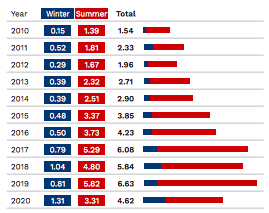 Year Winter Summer Total
2010 0.15 1.39 1.54
2011 0.52 1.81 2.33
2012 0.29 1.67 1.96
2013 0.39 2.32 2.71
2014 0.39 2.51 2.90
2015 0.48 3.37 3.85
2016 0.50 3.73 4.23
2017 0.79 5.29 6.08
2018 1.04 4.80 5.84
2019 0.81 5.82 6.63
2020 1.31 3.31 4.62